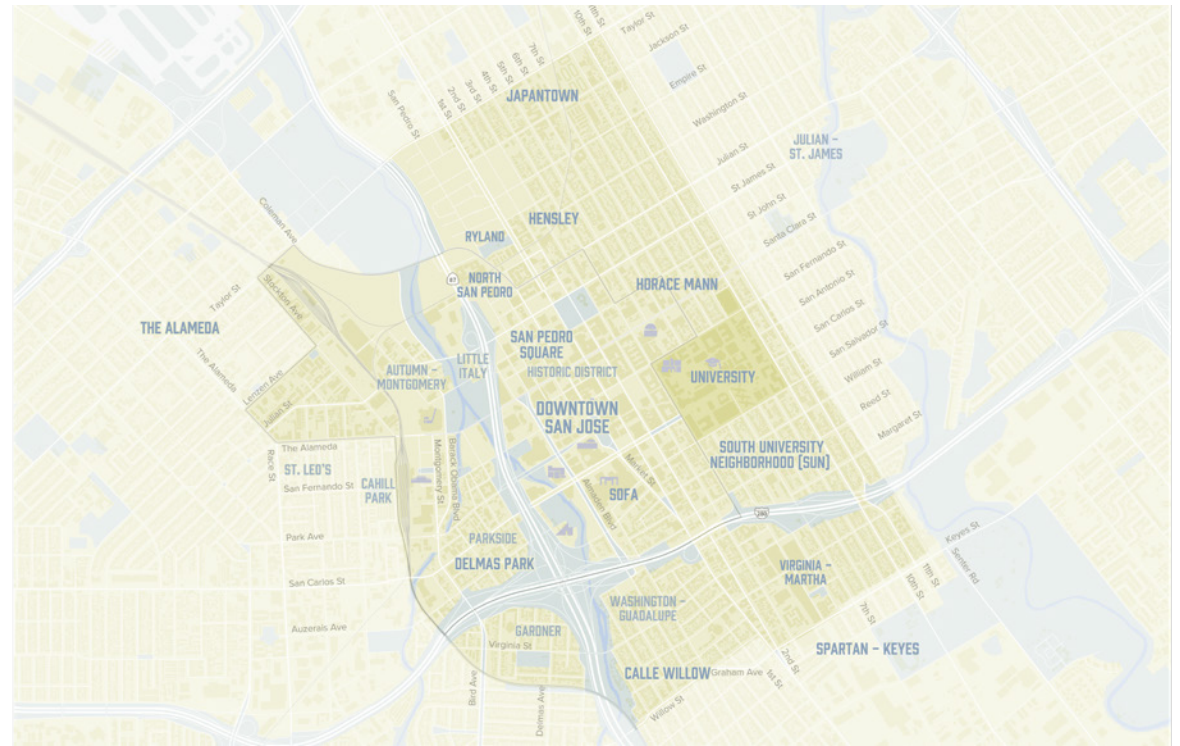 11th St
10th St
Taylor St
Jackson St
7th St
6th St
5th St
4th St
3rd St
2nd St
1st St
San Pedro St
Empire St
JAPANTOWN
Washington St
JULIAN –
ST. JAMES
Julian St
St James St
St John St
Santa Clara St
Coleman Ave
HENSLEY
RYLAND
San Fernando St
San Antonio St
San Carlos St
San Salvador St
William St
Reed St
Margaret St
87
NORTH
SAN PEDRO
HORACE MANN
Stockton Ave
Taylor St
THE ALAMEDA
The Alameda
Lenzen Ave
Julian St
SAN PEDRO
SQUARE
HISTORIC DISTRICT
LITTLE
ITALY
AUTUMN –
MONTGOMERY
UNIVERSITY
DOWNTOWN
SAN JOSE
The Alameda
Race St
ST. LEO'S
San Fernando St
CAHILL
PARK
Montgomery St
Barack Obama Blvd
Market St
Almaden Blvd
SOFA
SOUTH UNIVERSITY
NEIGHBORHOOD (SUN)
280
Park Ave
PARKSIDE
DELMAS PARK
San Carlos St
Auzerais Ave
WASHINGTON –
GUADALUPE
VIRGINIA –
MARTHA
Keyes St
Senter Rd
11th St
10th St
7th St
GARDNER
Virginia St
SPARTAN – KEYES
CALLE WILLOW
Graham Ave
2nd St
1st St
Willow St
Bird Ave
Delmas Ave